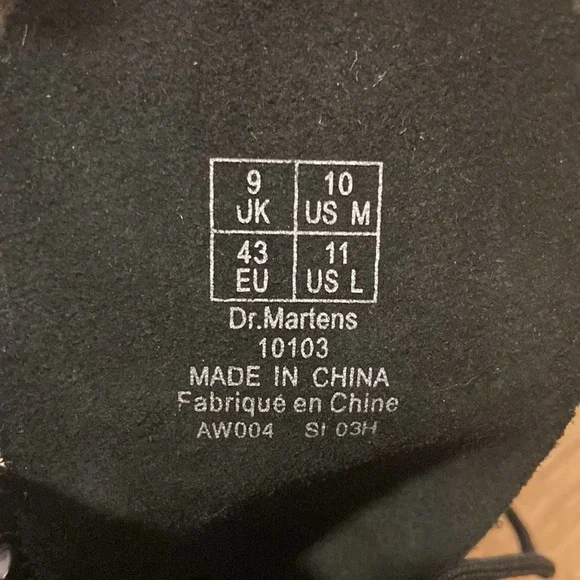 9 10
UK US M
43 11
EU US L
Dr.Martens
10103
MADE IN CHINA
Fabriqué en Chine
AW004 SI 03H